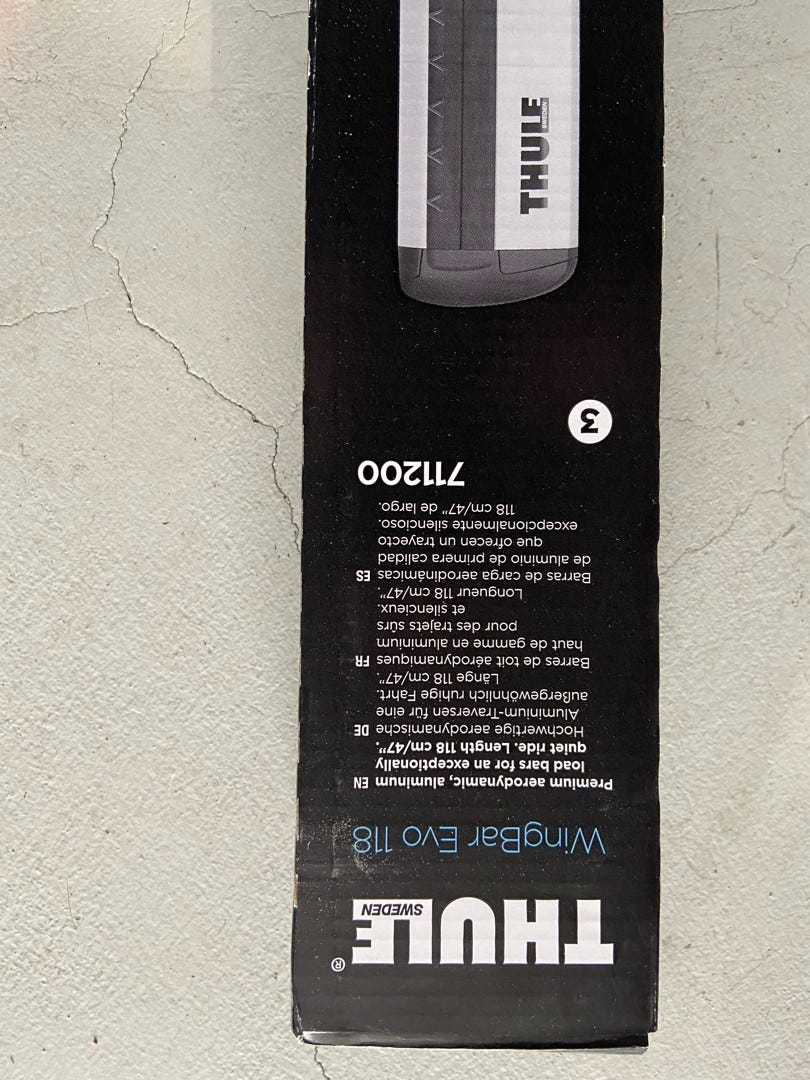 THULE®
SWEDEN
WingBar Evo 118
Premium aerodynamic, aluminum EN
load bars for an exceptionally
quiet ride. Length 118 cm/47”.
Hochwertige aerodynamische DE
Aluminium-Traversen für eine
außergewöhnlich ruhige Fahrt.
Länge 118 cm/47”.
Barres de toit aérodynamiques FR
haut de gamme en aluminium
pour des trajets sûrs
et silencieux.
Longueur 118 cm/47”.
Barras de carga aerodinámicas ES
de aluminio de primera calidad
que ofrecen un trayecto
excepcionalmente silencioso.
118 cm/47” de largo.
711200
3
THULE
SWEDEN